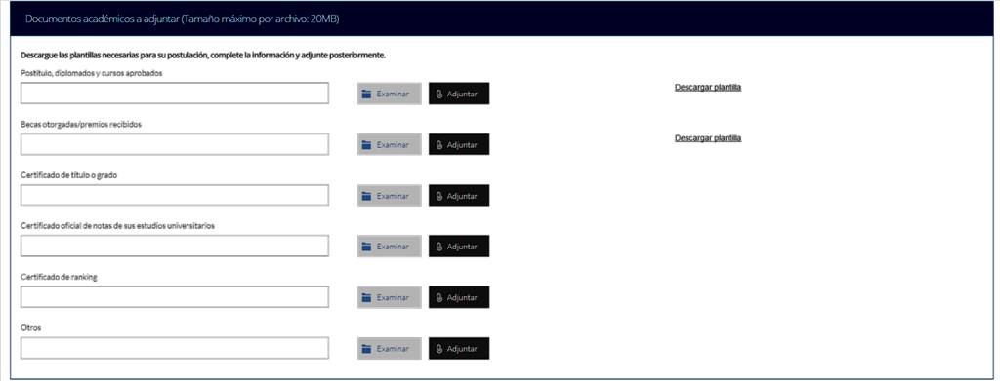 Documentos académicos a adjuntar (Tamaño máximo por archivo: 20MB)
Descargue las plantillas necesarias para su postulación, complete la información y adjunte posteriormente.
Postítulo, diplomados y cursos aprobados
Examinar Adjuntar Descargar plantilla
Becas otorgadas/premios recibidos
Examinar Adjuntar Descargar plantilla
Certificado de título o grado
Examinar Adjuntar
Certificado oficial de notas de sus estudios universitarios
Examinar Adjuntar
Certificado de ranking
Examinar Adjuntar
Otros
Examinar Adjuntar